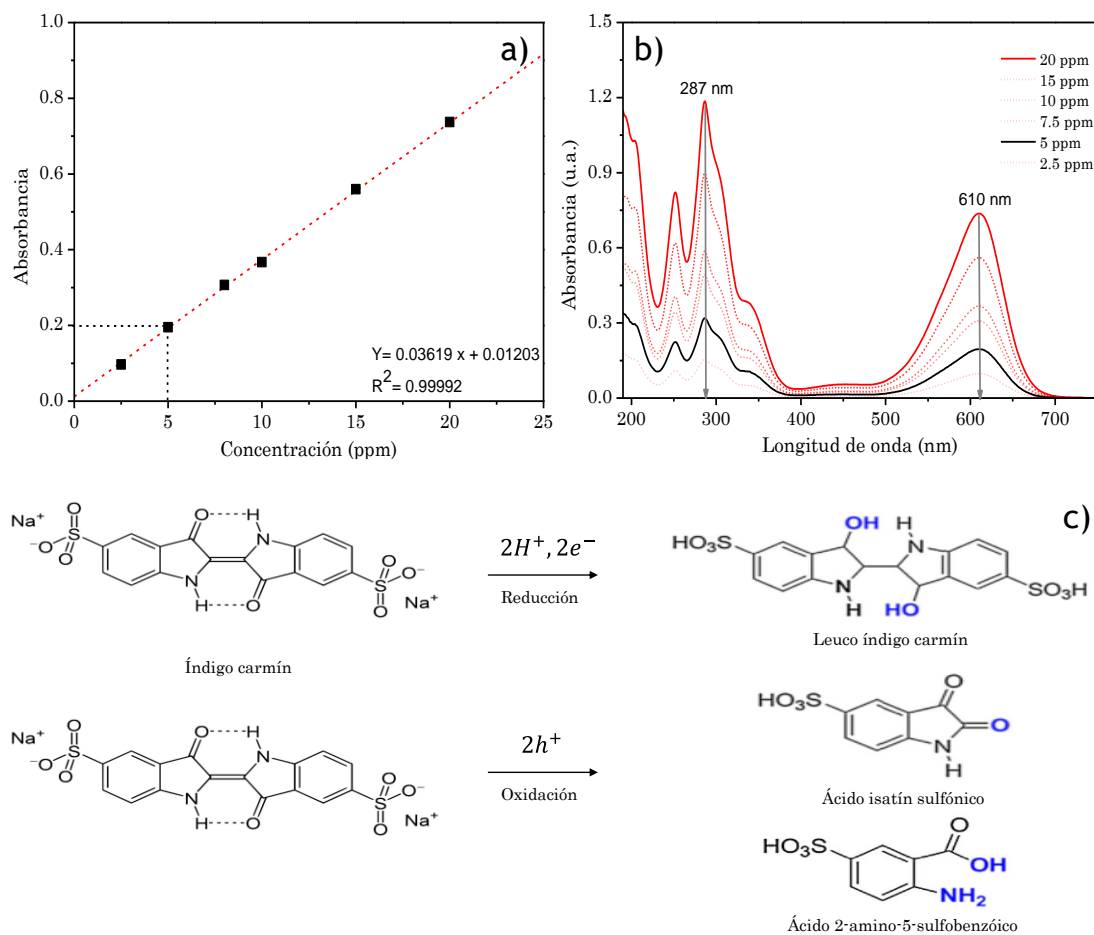 a)
1.0
0.8
0.6
0.4
0.2
0.0
Absorbancia
0
5
10
15
20
25
Concentración (ppm)
Y= 0.03619 x + 0.01203
R²= 0.99992
b)
1.5
1.2
0.9
0.6
0.3
0.0
Absorbancia (u.a.)
200
300
400
500
600
700
Longitud de onda (nm)
287 nm
610 nm
20 ppm
15 ppm
10 ppm
7.5 ppm
5 ppm
2.5 ppm
c)
Na⁺
⁻O
S
O
O
O
H
N
N
H
O
O
S
O⁻
O
Na⁺
2H⁺, 2e⁻
Reducción
HO₃S
OH
H
N
N
H
HO
SO₃H
Índigo carmín
Leuco índigo carmín
Na⁺
⁻O
S
O
O
O
H
N
N
H
O
O
S
O⁻
O
Na⁺
2h⁺
Oxidación
HO₃S
O
O
N
H
Ácido isatín sulfónico
HO₃S
O
OH
NH₂
Ácido 2-amino-5-sulfobenzóico